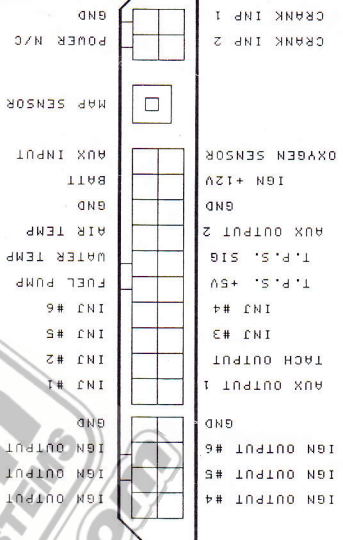 IGN OUTPUT #4 IGN OUTPUT
IGN OUTPUT #5 IGN OUTPUT
IGN OUTPUT #6 IGN OUTPUT
GND GND
AUX OUTPUT 1 INJ #1
TACH OUTPUT INJ #2
INJ #3 INJ #5
INJ #4 INJ #6
T.P.S. +5V FUEL PUMP
T.P.S. SIG WATER TEMP
AUX OUTPUT 2 AIR TEMP
GND GND
IGN +12V BATT
OXYGEN SENSOR AUX INPUT
MAP SENSOR
CRANK INP 2 POWER N/C
CRANK INP 1 GND